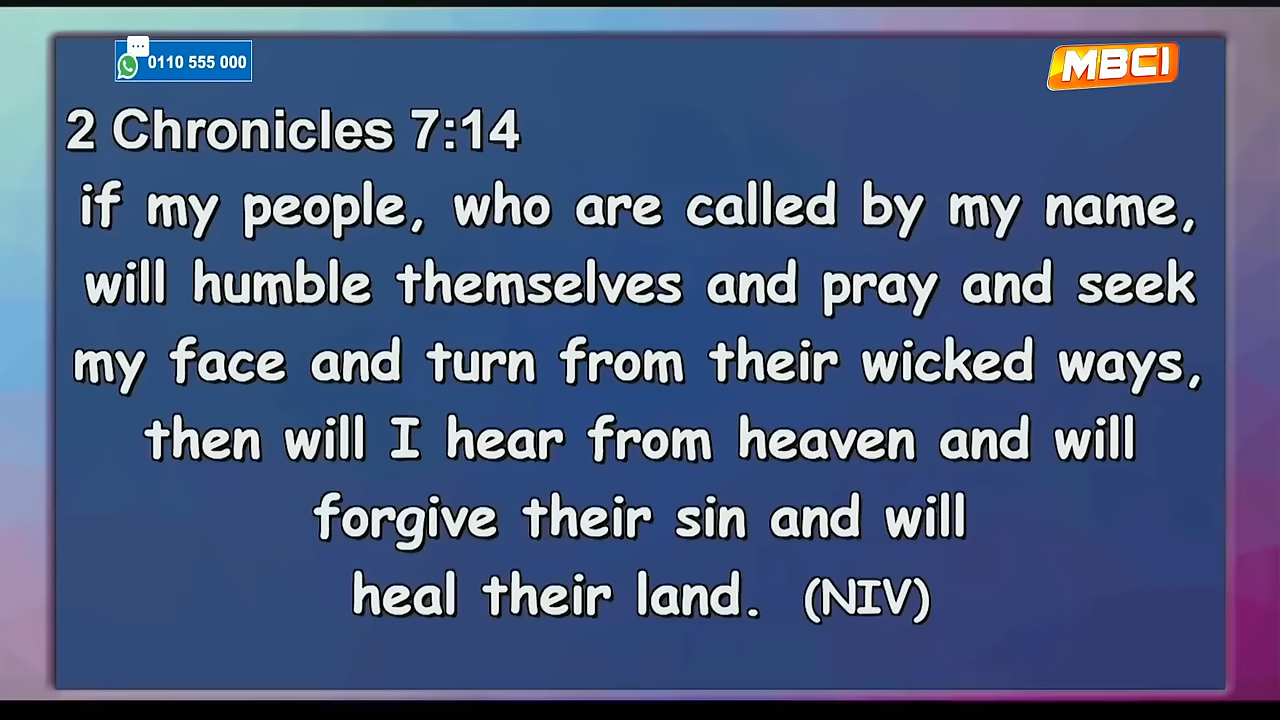 0110 555 000
MBCI
2 Chronicles 7:14
if my people, who are called by my name,
will humble themselves and pray and seek
my face and turn from their wicked ways,
then will I hear from heaven and will
forgive their sin and will
heal their land. (NIV)